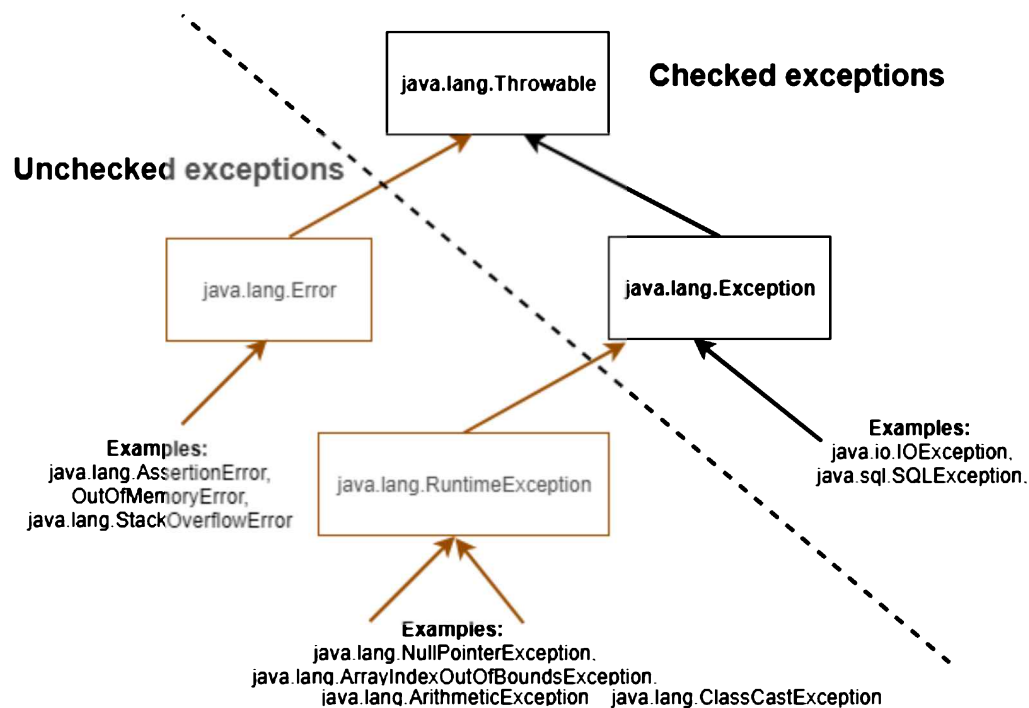 java.lang.Throwable
Checked exceptions
Unchecked exceptions
java.lang.Error
java.lang.Exception
Examples:
java.lang.AssertionError,
OutOfMemoryError,
java.lang.StackOverflowError
java.lang.RuntimeException
Examples:
java.io.IOException,
java.sql.SQLException,
Examples:
java.lang.NullPointerException,
java.lang.ArrayIndexOutOfBoundsException,
java.lang.ArithmeticException java.lang.ClassCastException